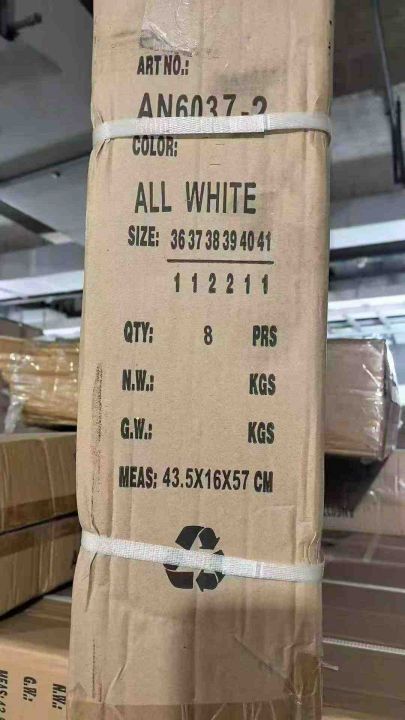 ART NO.:
AN6037-2
COLOR:
ALL WHITE
SIZE: 36 37 38 39 40 41
1 1 2 2 1 1
QTY: 8 PRS
N.W.: KGS
G.W.: KGS
MEAS: 43.5X16X57 CM
N.W.:
G.W.: